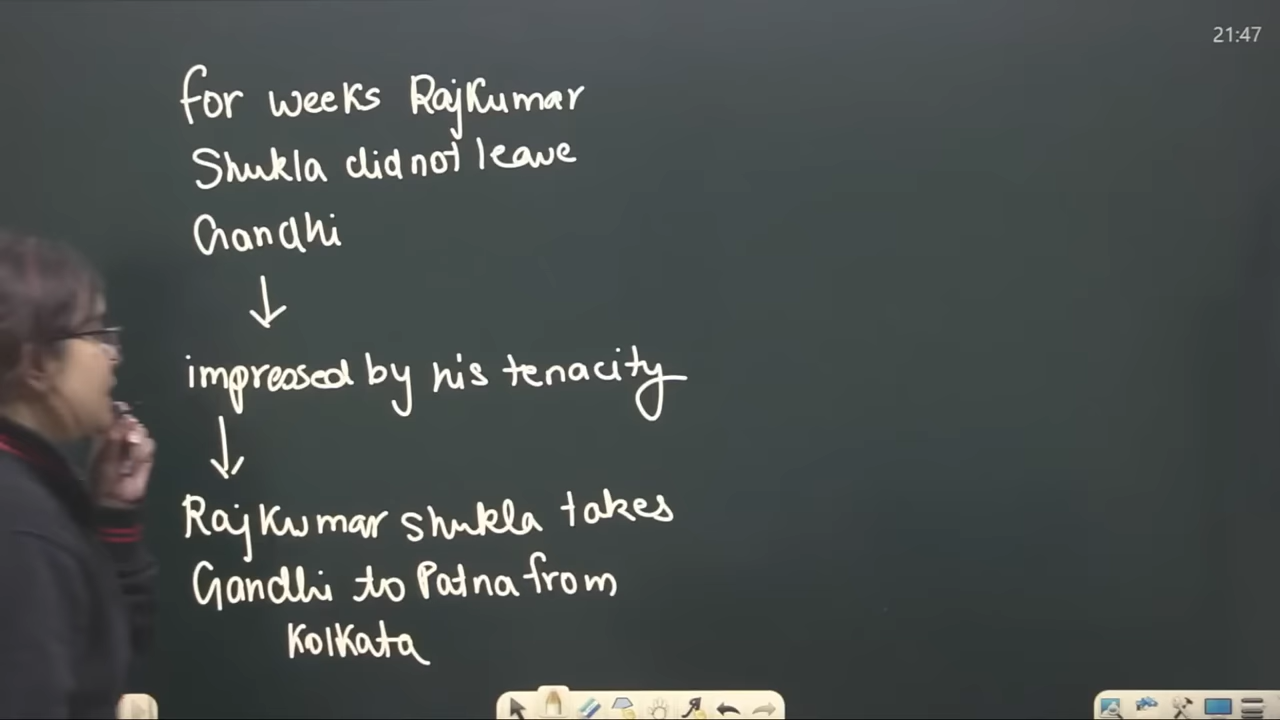 21:47
for weeks RajKumar
Shukla did not leave
Gandhi
↓
impressed by his tenacity
↓
RajKumar shukla takes
Gandhi to Patna from
Kolkata